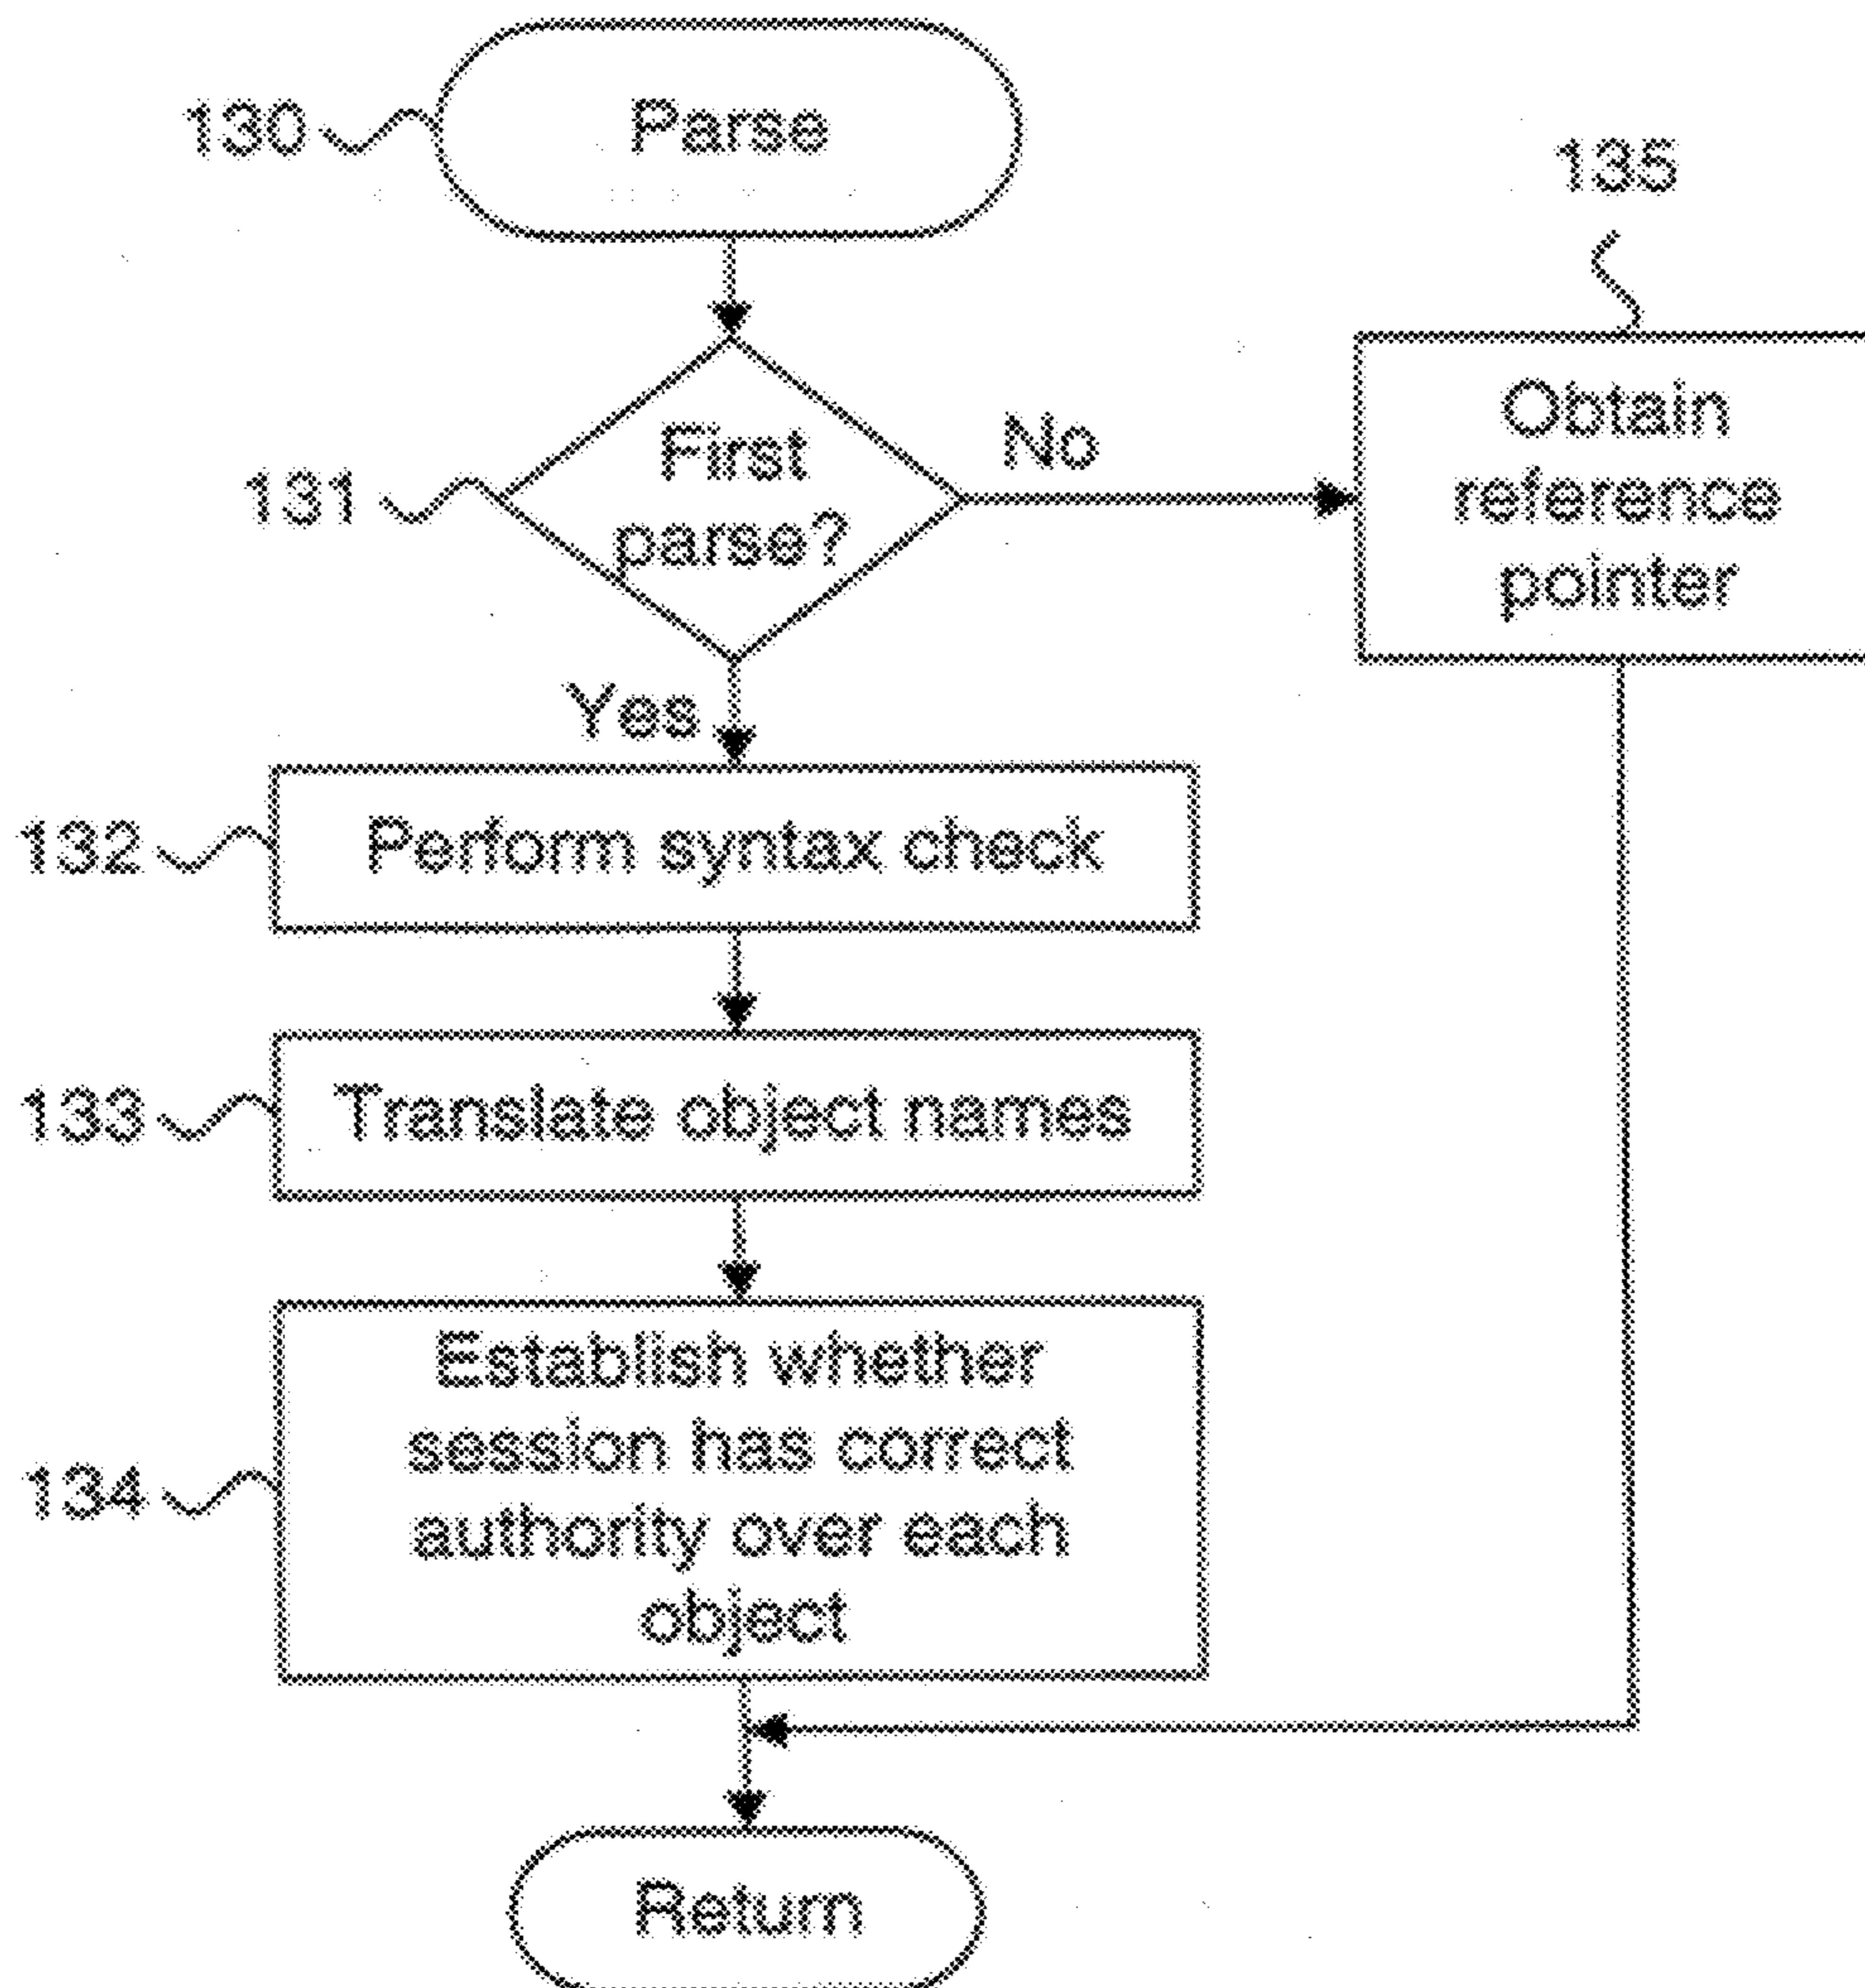 130
Parse
135
131
First
parse?
No
Obtain
reference
pointer
Yes
132
Perform syntax check
133
Translate object names
134
Establish whether
session has correct
authority over each
object
Return